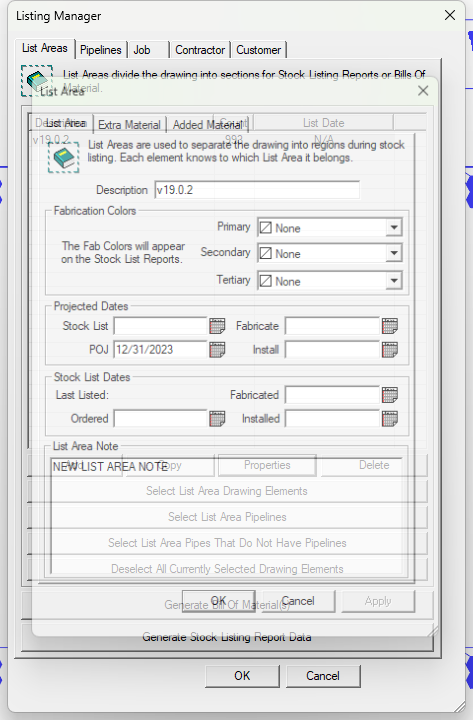 Listing Manager
List Areas Pipelines Job Contractor Customer
List Areas divide the drawing into sections for Stock Listing Reports or Bills Of
Material.
List Area
List Area Extra Material Added Material
List Date
v19.0.2 992 N/A
List Areas are used to separate the drawing into regions during stock
listing. Each element knows to which List Area it belongs.
Description v19.0.2
Fabrication Colors
Primary None
The Fab Colors will appear
on the Stock List Reports.
Secondary None
Tertiary None
Projected Dates
Stock List Fabricate
POJ 12/31/2023 Install
Stock List Dates
Last Listed: Fabricated
Ordered Installed
List Area Note
NEW LIST AREA NOTE
Add Copy Properties Delete
Select List Area Drawing Elements
Select List Area Pipelines
Select List Area Pipes That Do Not Have Pipelines
Deselect All Currently Selected Drawing Elements
OK Cancel Apply
Generate Bill Of Material(s)
Generate Stock Listing Report Data
OK Cancel